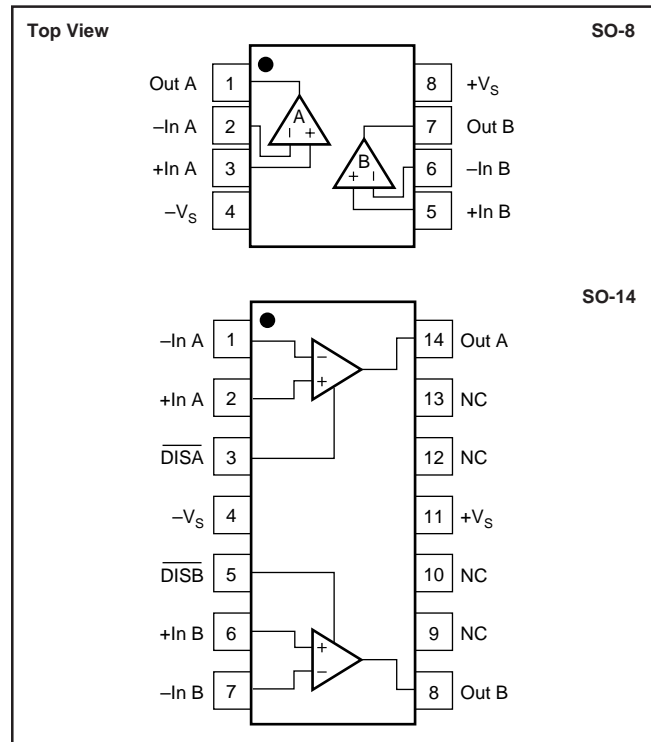 Top View SO-8
Out A 1 8 +VS
–In A 2 A 7 Out B
+In A 3 – + B 6 –In B
–VS 4 + – 5 +In B
SO-14
–In A 1 – 14 Out A
+In A 2 + 13 NC
DISA 3 12 NC
–VS 4 11 +VS
DISB 5 10 NC
+In B 6 + 9 NC
–In B 7 – 8 Out B